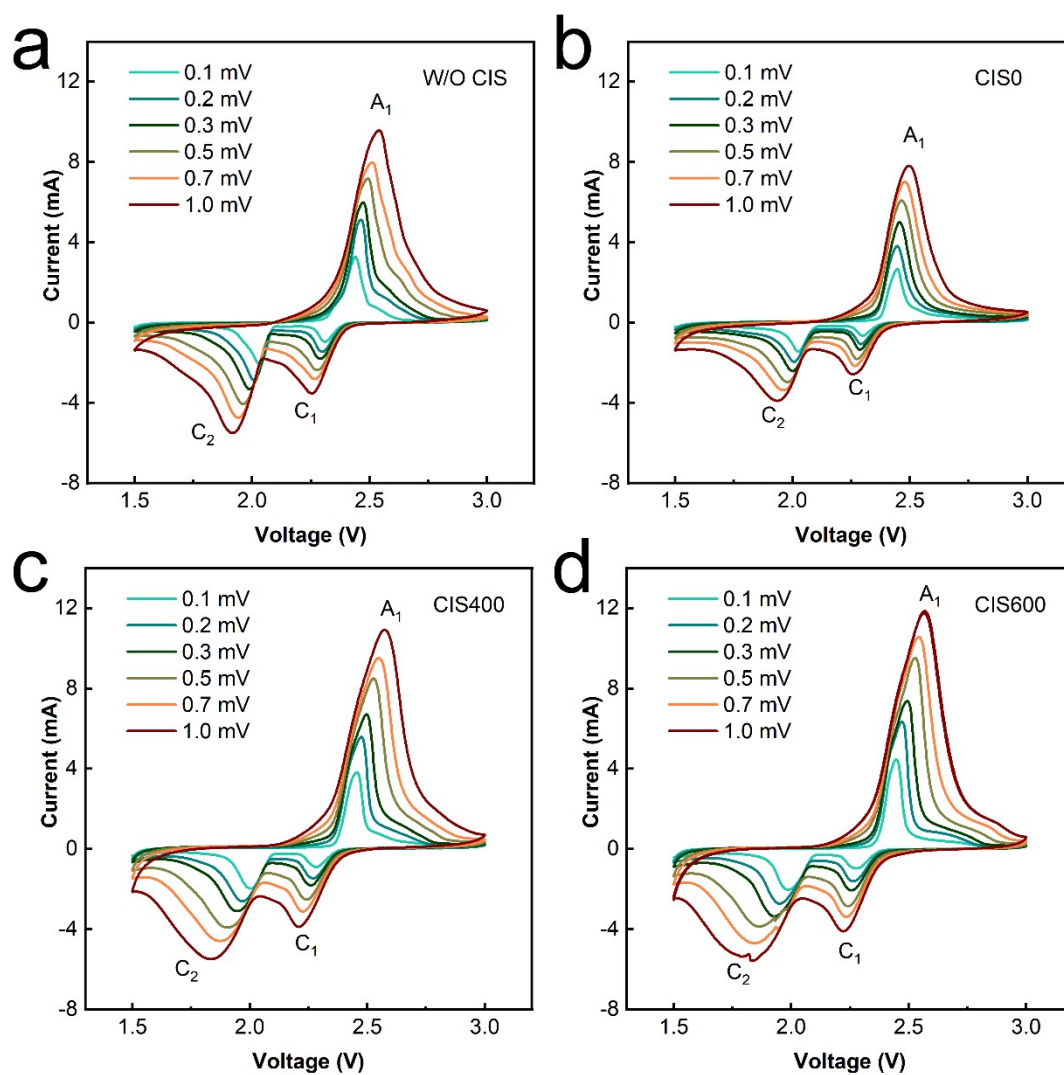 a
W/O CIS
0.1 mV
0.2 mV
0.3 mV
0.5 mV
0.7 mV
1.0 mV
A1
C1
C2
Current (mA)
12
8
4
0
-4
-8
1.5
2.0
2.5
3.0
Voltage (V)
b
CIS0
0.1 mV
0.2 mV
0.3 mV
0.5 mV
0.7 mV
1.0 mV
A1
C1
C2
Current (mA)
12
8
4
0
-4
-8
1.5
2.0
2.5
3.0
Voltage (V)
c
CIS400
0.1 mV
0.2 mV
0.3 mV
0.5 mV
0.7 mV
1.0 mV
A1
C1
C2
Current (mA)
12
8
4
0
-4
-8
1.5
2.0
2.5
3.0
Voltage (V)
d
CIS600
0.1 mV
0.2 mV
0.3 mV
0.5 mV
0.7 mV
1.0 mV
A1
C1
C2
Current (mA)
12
8
4
0
-4
-8
1.5
2.0
2.5
3.0
Voltage (V)